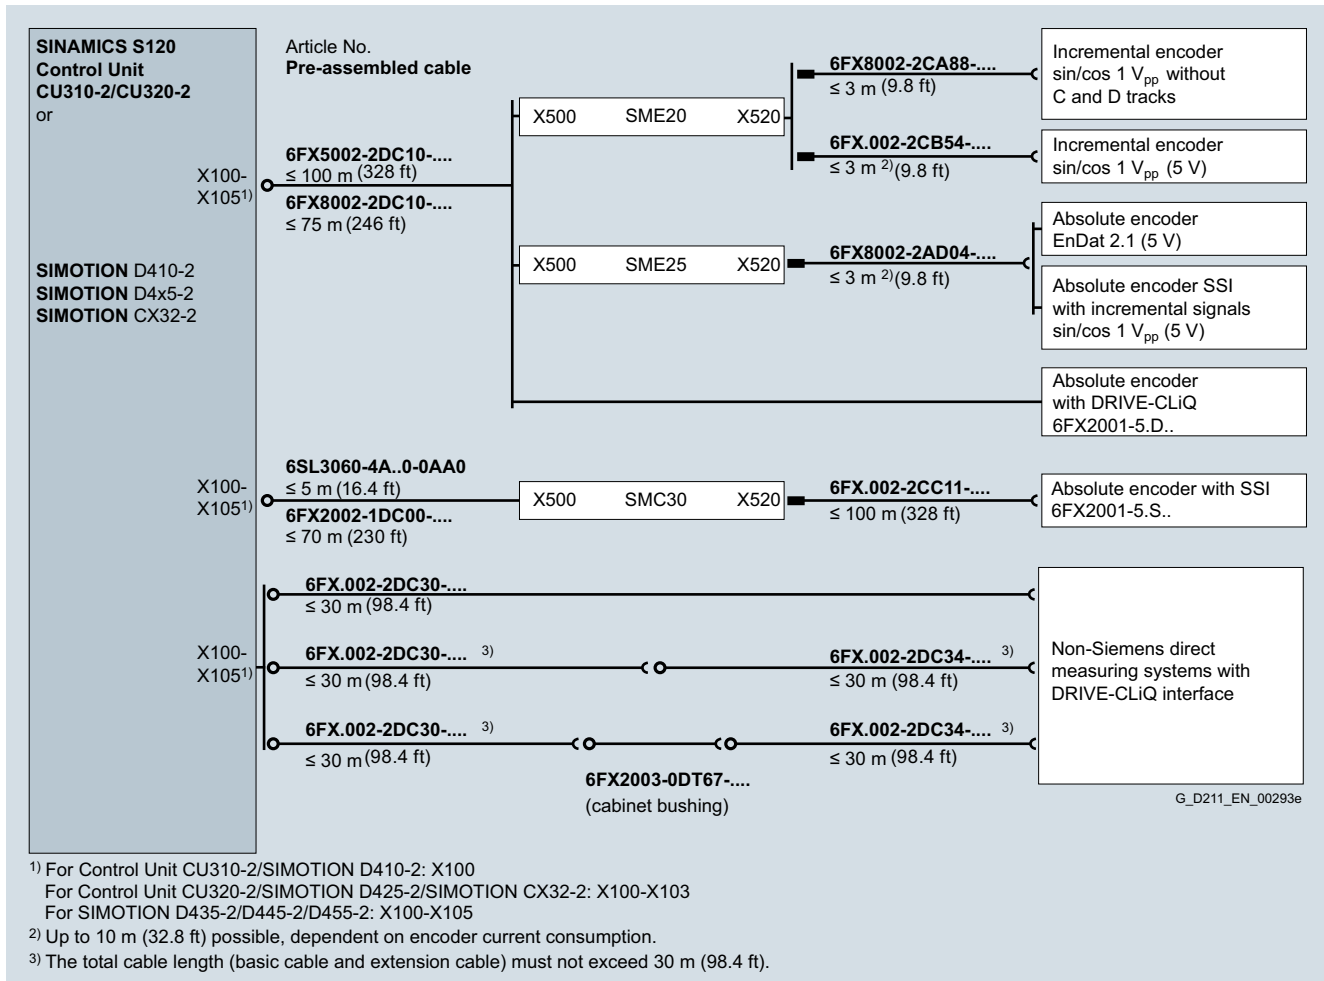 SINAMICS S120
Control Unit
CU310-2/CU320-2
or
Article No.
Pre-assembled cable
X100-
X105 1)
6FX5002-2DC10-....
≤ 100 m (328 ft)
6FX8002-2DC10-....
≤ 75 m (246 ft)
X500 SME20 X520
6FX8002-2CA88-....
≤ 3 m (9.8 ft)
Incremental encoder
sin/cos 1 Vpp without
C and D tracks
6FX.002-2CB54-....
≤ 3 m 2) (9.8 ft)
Incremental encoder
sin/cos 1 Vpp (5 V)
SIMOTION D410-2
SIMOTION D4x5-2
SIMOTION CX32-2
X500 SME25 X520
6FX8002-2AD04-....
≤ 3 m 2) (9.8 ft)
Absolute encoder
EnDat 2.1 (5 V)
Absolute encoder SSI
with incremental signals
sin/cos 1 Vpp (5 V)
Absolute encoder
with DRIVE-CLiQ
6FX2001-5.D..
X100-
X105 1)
6SL3060-4A..0-0AA0
≤ 5 m (16.4 ft)
6FX2002-1DC00-....
≤ 70 m (230 ft)
X500 SMC30 X520
6FX.002-2CC11-....
≤ 100 m (328 ft)
Absolute encoder with SSI
6FX2001-5.S..
X100-
X105 1)
6FX.002-2DC30-....
≤ 30 m (98.4 ft)
6FX.002-2DC30-.... 3)
≤ 30 m (98.4 ft)
6FX.002-2DC34-.... 3)
≤ 30 m (98.4 ft)
6FX.002-2DC30-.... 3)
≤ 30 m (98.4 ft)
6FX2003-0DT67-....
(cabinet bushing)
6FX.002-2DC34-.... 3)
≤ 30 m (98.4 ft)
Non-Siemens direct
measuring systems with
DRIVE-CLiQ interface
G_D211_EN_00293e
1) For Control Unit CU310-2/SIMOTION D410-2: X100
For Control Unit CU320-2/SIMOTION D425-2/SIMOTION CX32-2: X100-X103
For SIMOTION D435-2/D445-2/D455-2: X100-X105
2) Up to 10 m (32.8 ft) possible, dependent on encoder current consumption.
3) The total cable length (basic cable and extension cable) must not exceed 30 m (98.4 ft).